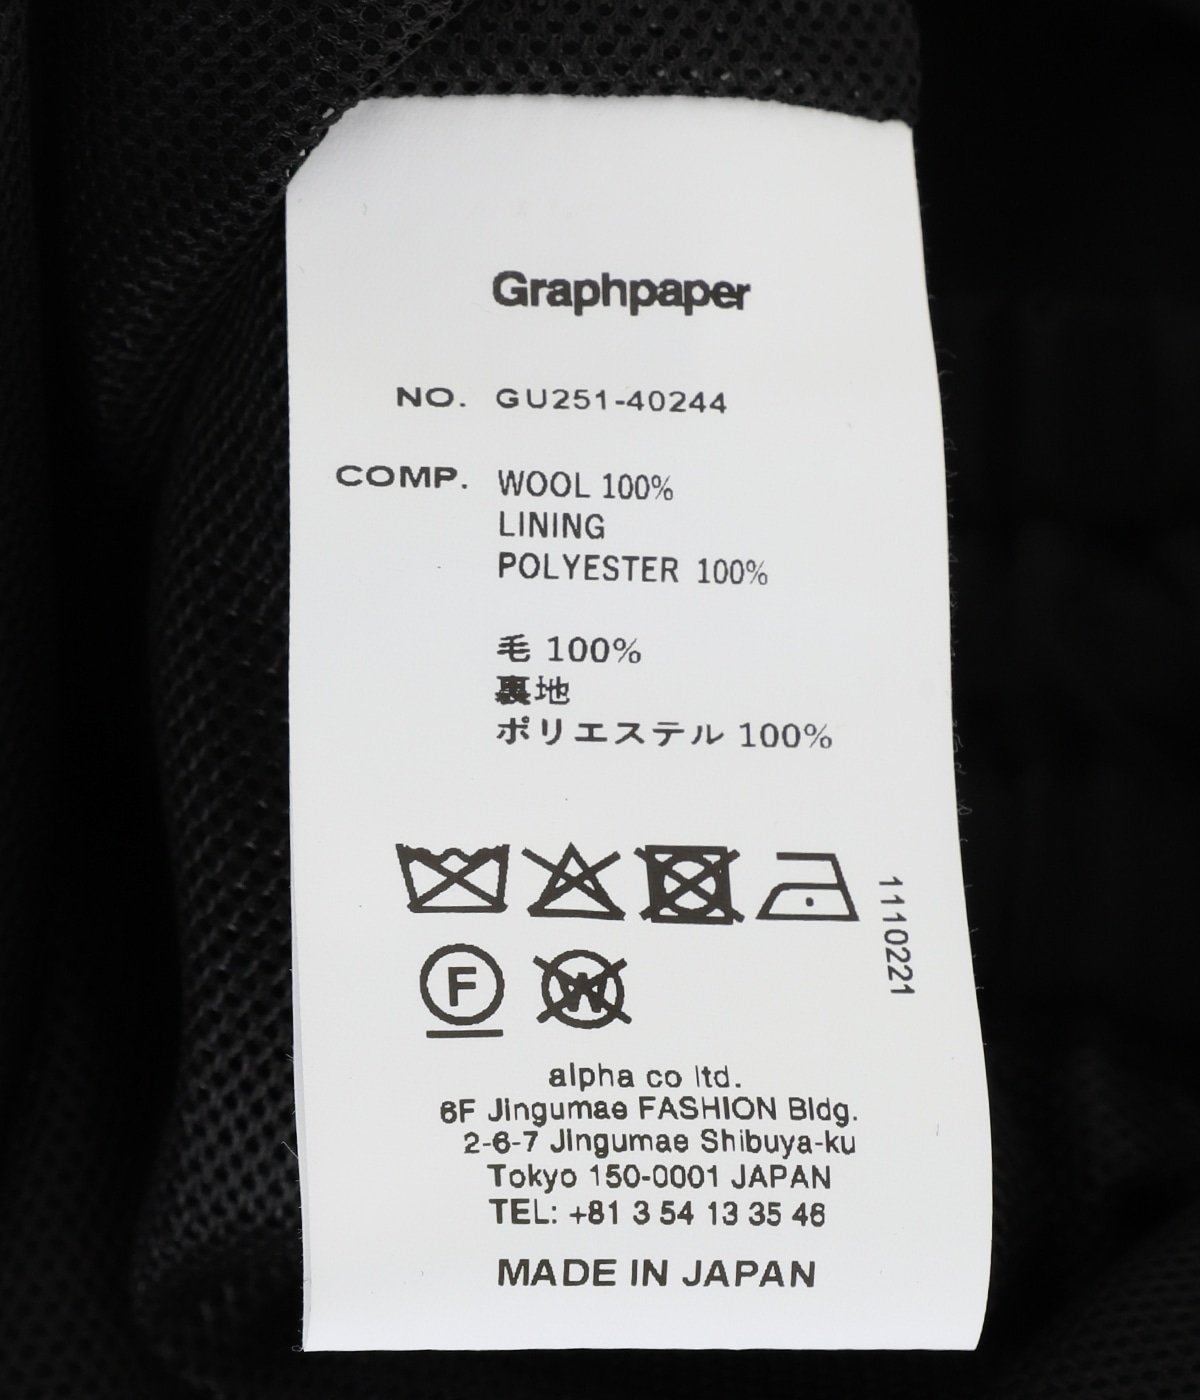 Graphpaper
NO. GU251-40244
COMP. WOOL 100%
LINING
POLYESTER 100%
毛 100%
裏地
ポリエステル 100%
1110221
F
W
alpha co ltd.
6F Jingumae FASHION Bldg.
2-6-7 Jingumae Shibuya-ku
Tokyo 150-0001 JAPAN
TEL: +81 3 54 13 35 46
MADE IN JAPAN